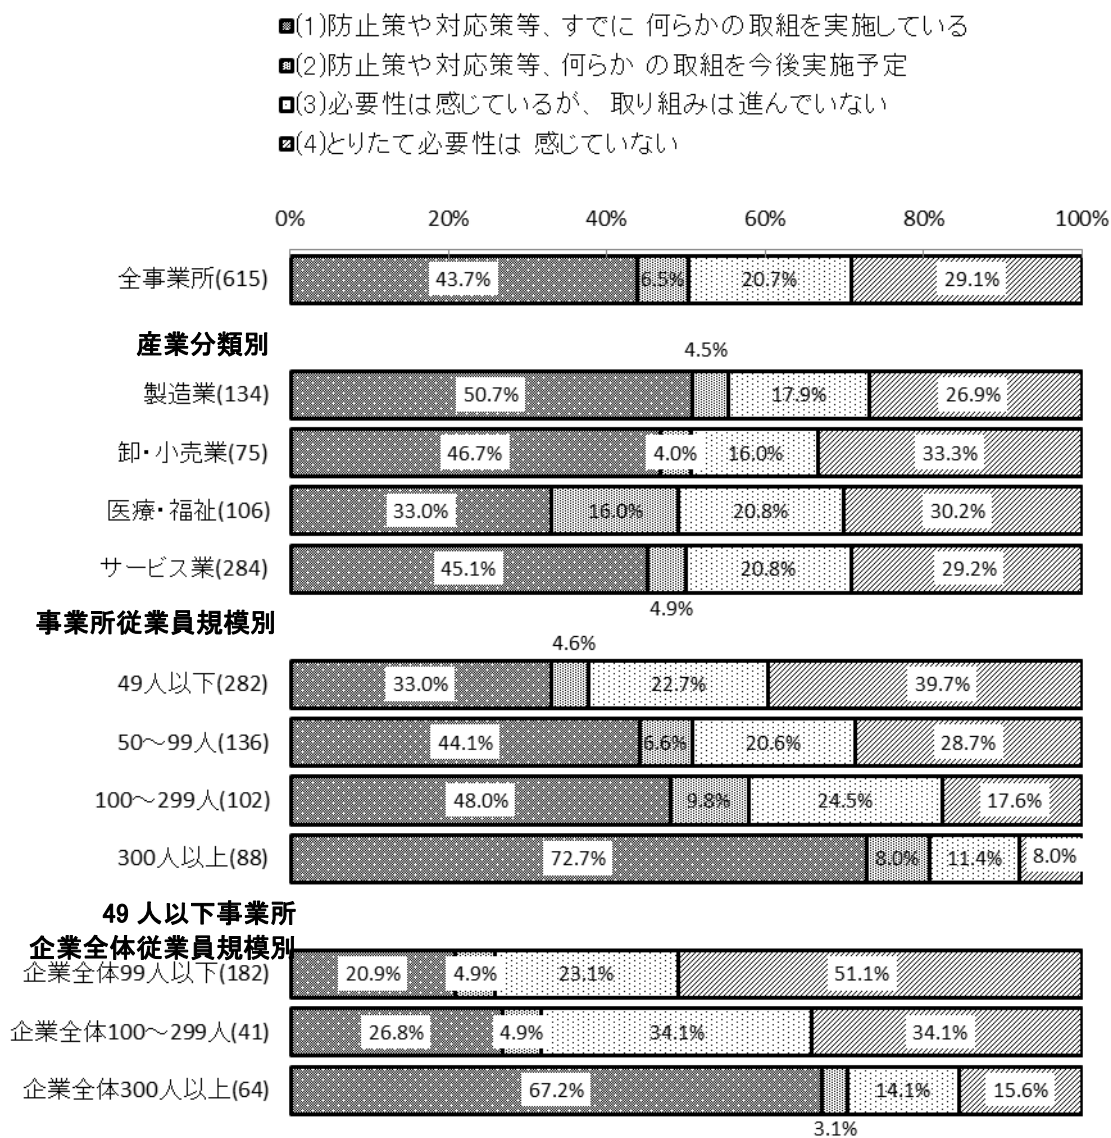 (1)防止策や対応策等、すでに 何らかの取組を実施している
(2)防止策や対応策等、何らか の取組を今後実施予定
(3)必要性は感じているが、 取り組みは進んでいない
(4)とりたて必要性は 感じていない
0% 20% 40% 60% 80% 100%
全事業所(615) 43.7% 6.5% 20.7% 29.1%
産業分類別
4.5%
製造業(134) 50.7% 17.9% 26.9%
卸・小売業(75) 46.7% 4.0% 16.0% 33.3%
医療・福祉(106) 33.0% 16.0% 20.8% 30.2%
サービス業(284) 45.1% 20.8% 29.2%
4.9%
事業所従業員規模別
4.6%
49人以下(282) 33.0% 22.7% 39.7%
50～99人(136) 44.1% 6.6% 20.6% 28.7%
100～299人(102) 48.0% 9.8% 24.5% 17.6%
300人以上(88) 72.7% 8.0% 11.4% 8.0%
49 人以下事業所
企業全体従業員規模別
企業全体99人以下(182) 20.9% 4.9% 23.1% 51.1%
企業全体100～299人(41) 26.8% 4.9% 34.1% 34.1%
企業全体300人以上(64) 67.2% 14.1% 15.6%
3.1%